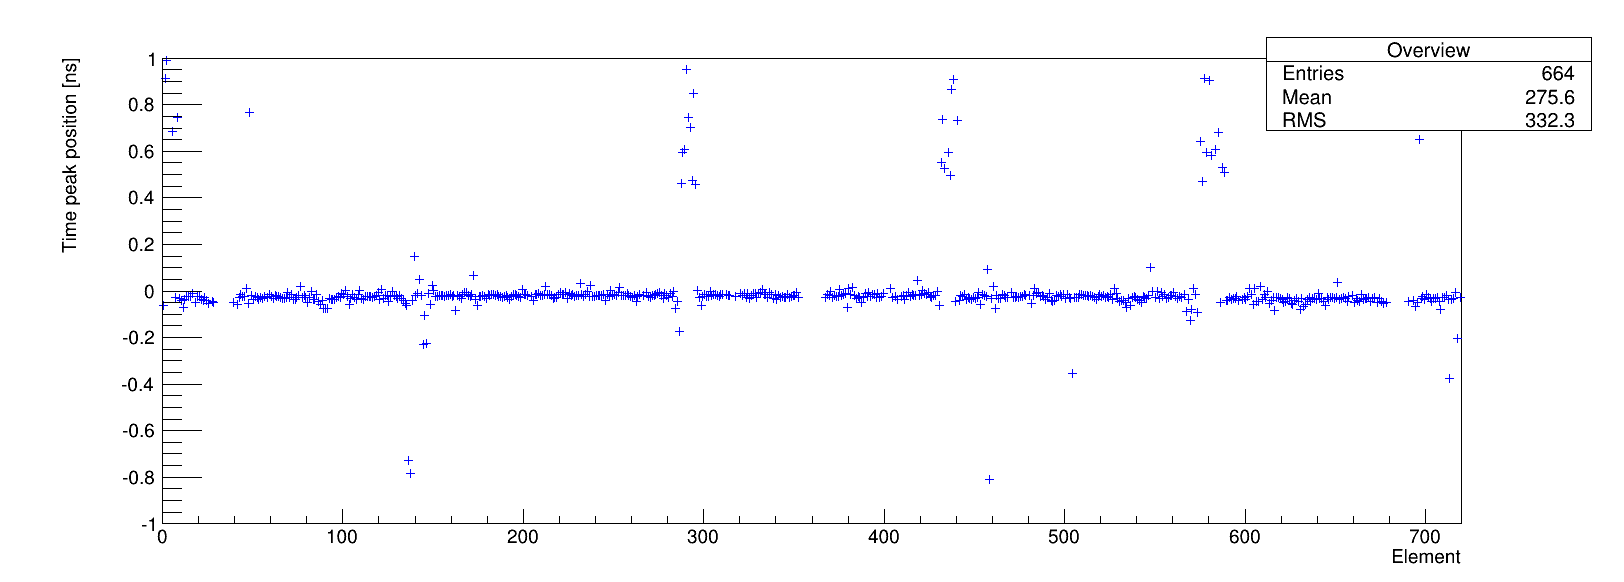 Time peak position [ns]
1
0.8
0.6
0.4
0.2
0
-0.2
-0.4
-0.6
-0.8
-1
0 100 200 300 400 500 600 700
Element
Overview
Entries 664
Mean 275.6
RMS 332.3